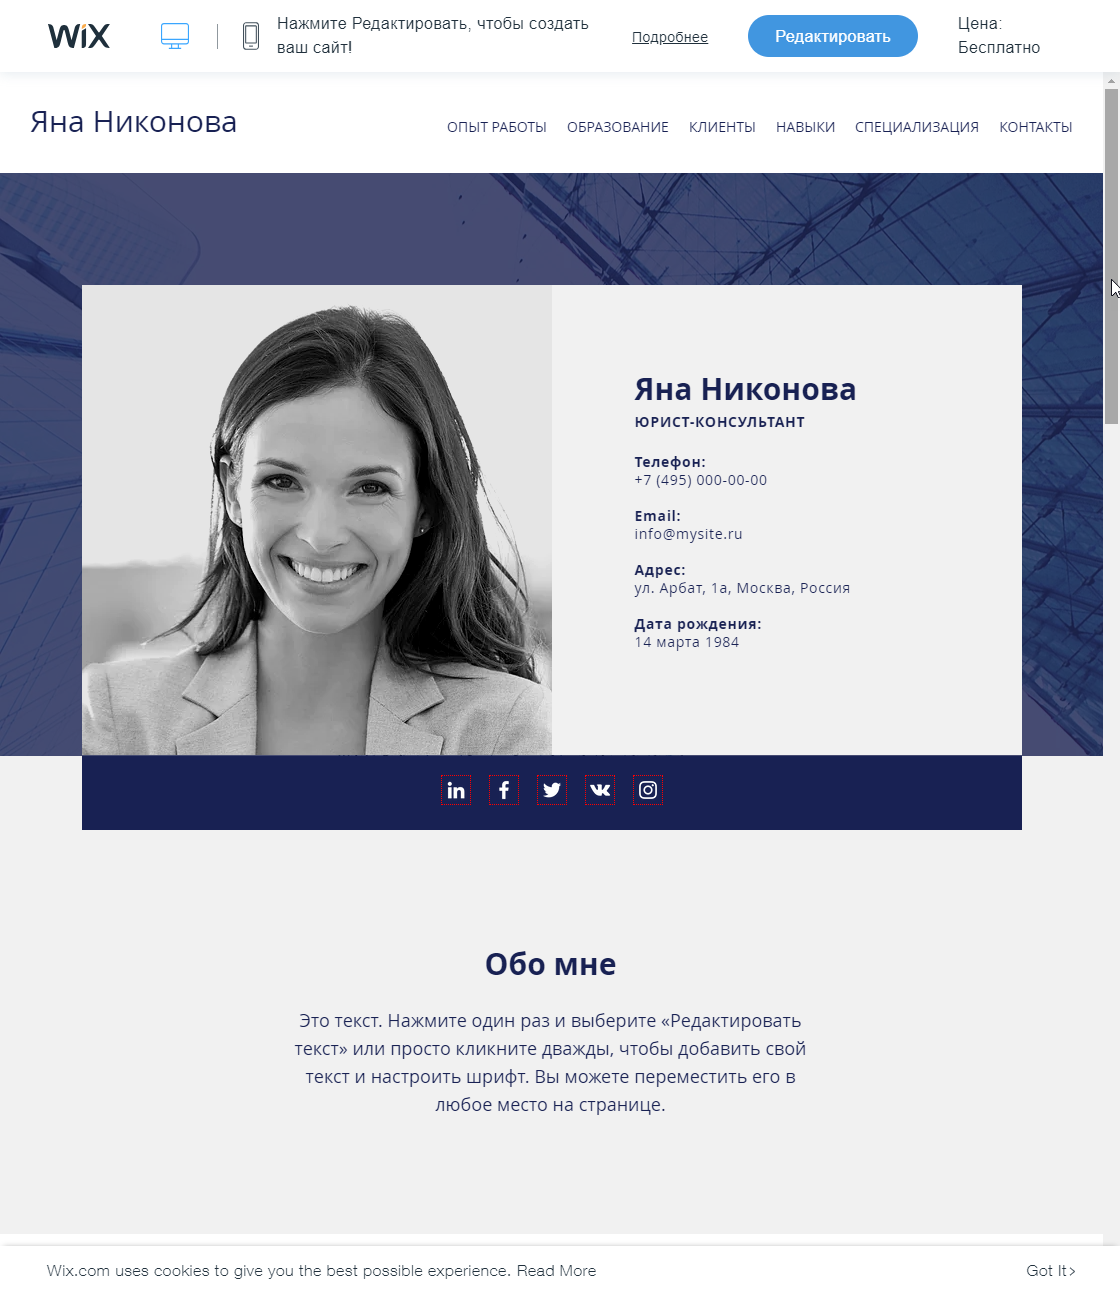 WiX
Нажмите Редактировать, чтобы создать
ваш сайт!
Подробнее
Редактировать
Цена:
Бесплатно
Яна Никонова
ОПЫТ РАБОТЫ ОБРАЗОВАНИЕ КЛИЕНТЫ НАВЫКИ СПЕЦИАЛИЗАЦИЯ КОНТАКТЫ
Яна Никонова
ЮРИСТ-КОНСУЛЬТАНТ
Телефон:
+7 (495) 000-00-00
Email:
info@mysite.ru
Адрес:
ул. Арбат, 1а, Москва, Россия
Дата рождения:
14 марта 1984
Обо мне
Это текст. Нажмите один раз и выберите «Редактировать
текст» или просто кликните дважды, чтобы добавить свой
текст и настроить шрифт. Вы можете переместить его в
любое место на странице.
Wix.com uses cookies to give you the best possible experience. Read More
Got It >